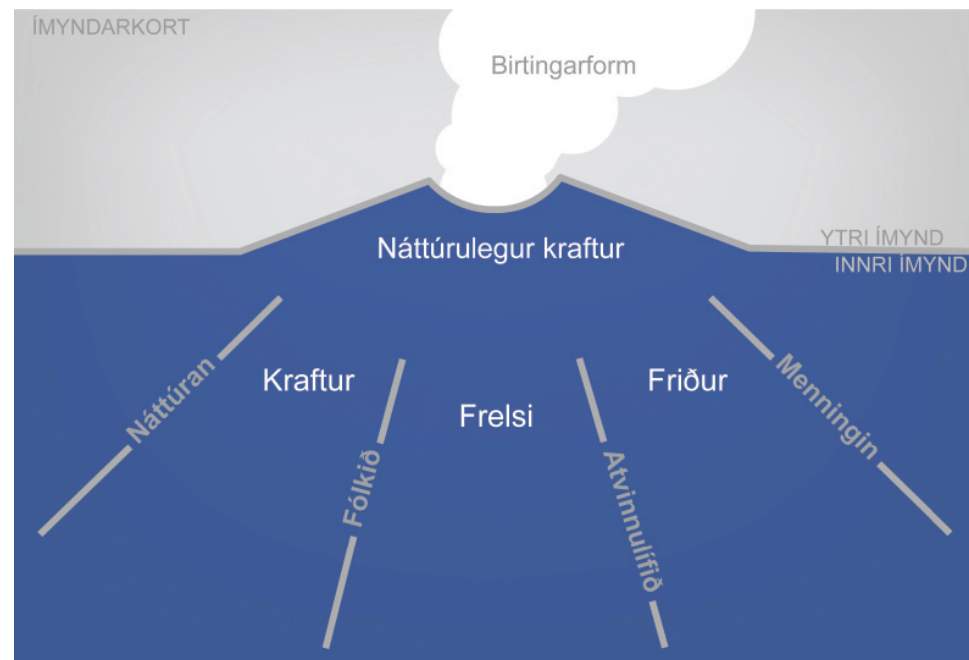 ÍMYNDARKORT
Birtingarform
YTRI ÍMYND
INNRI ÍMYND
Náttúrulegur kraftur
Náttúran
Kraftur
Fólkið
Frelsi
Atvinnulífið
Friður
Menningin